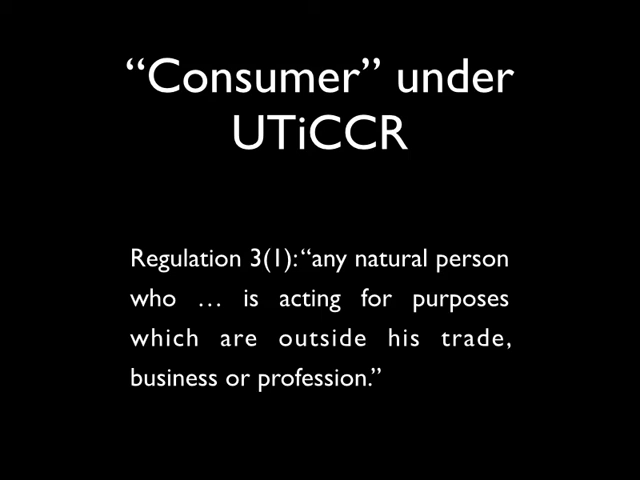 “Consumer” under
UTiCCR
Regulation 3(1): “any natural person
who … is acting for purposes
which are outside his trade,
business or profession.”